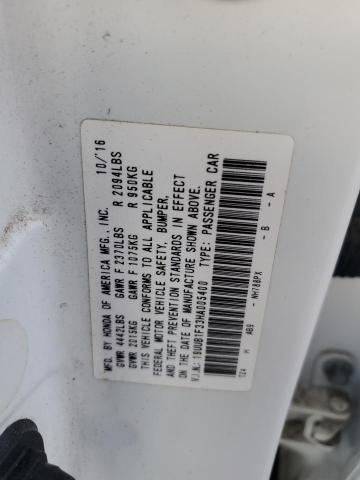 MFD. BY HONDA OF AMERICA MFG., INC. 10/'16
GVWR 4442LBS GAWR F 2370LBS R 2094LBS
GVWR 2015KG GAWR F 1075KG R 950KG
THIS VEHICLE CONFORMS TO ALL APPLICABLE
FEDERAL MOTOR VEHICLE SAFETY, BUMPER,
AND THEFT PREVENTION STANDARDS IN EFFECT
ON THE DATE OF MANUFACTURE SHOWN ABOVE.
V.I.N.: 19UUB1F33HA005400 TYPE: PASSENGER CAR
TZ4 M AB9 - NH788PX - B - A